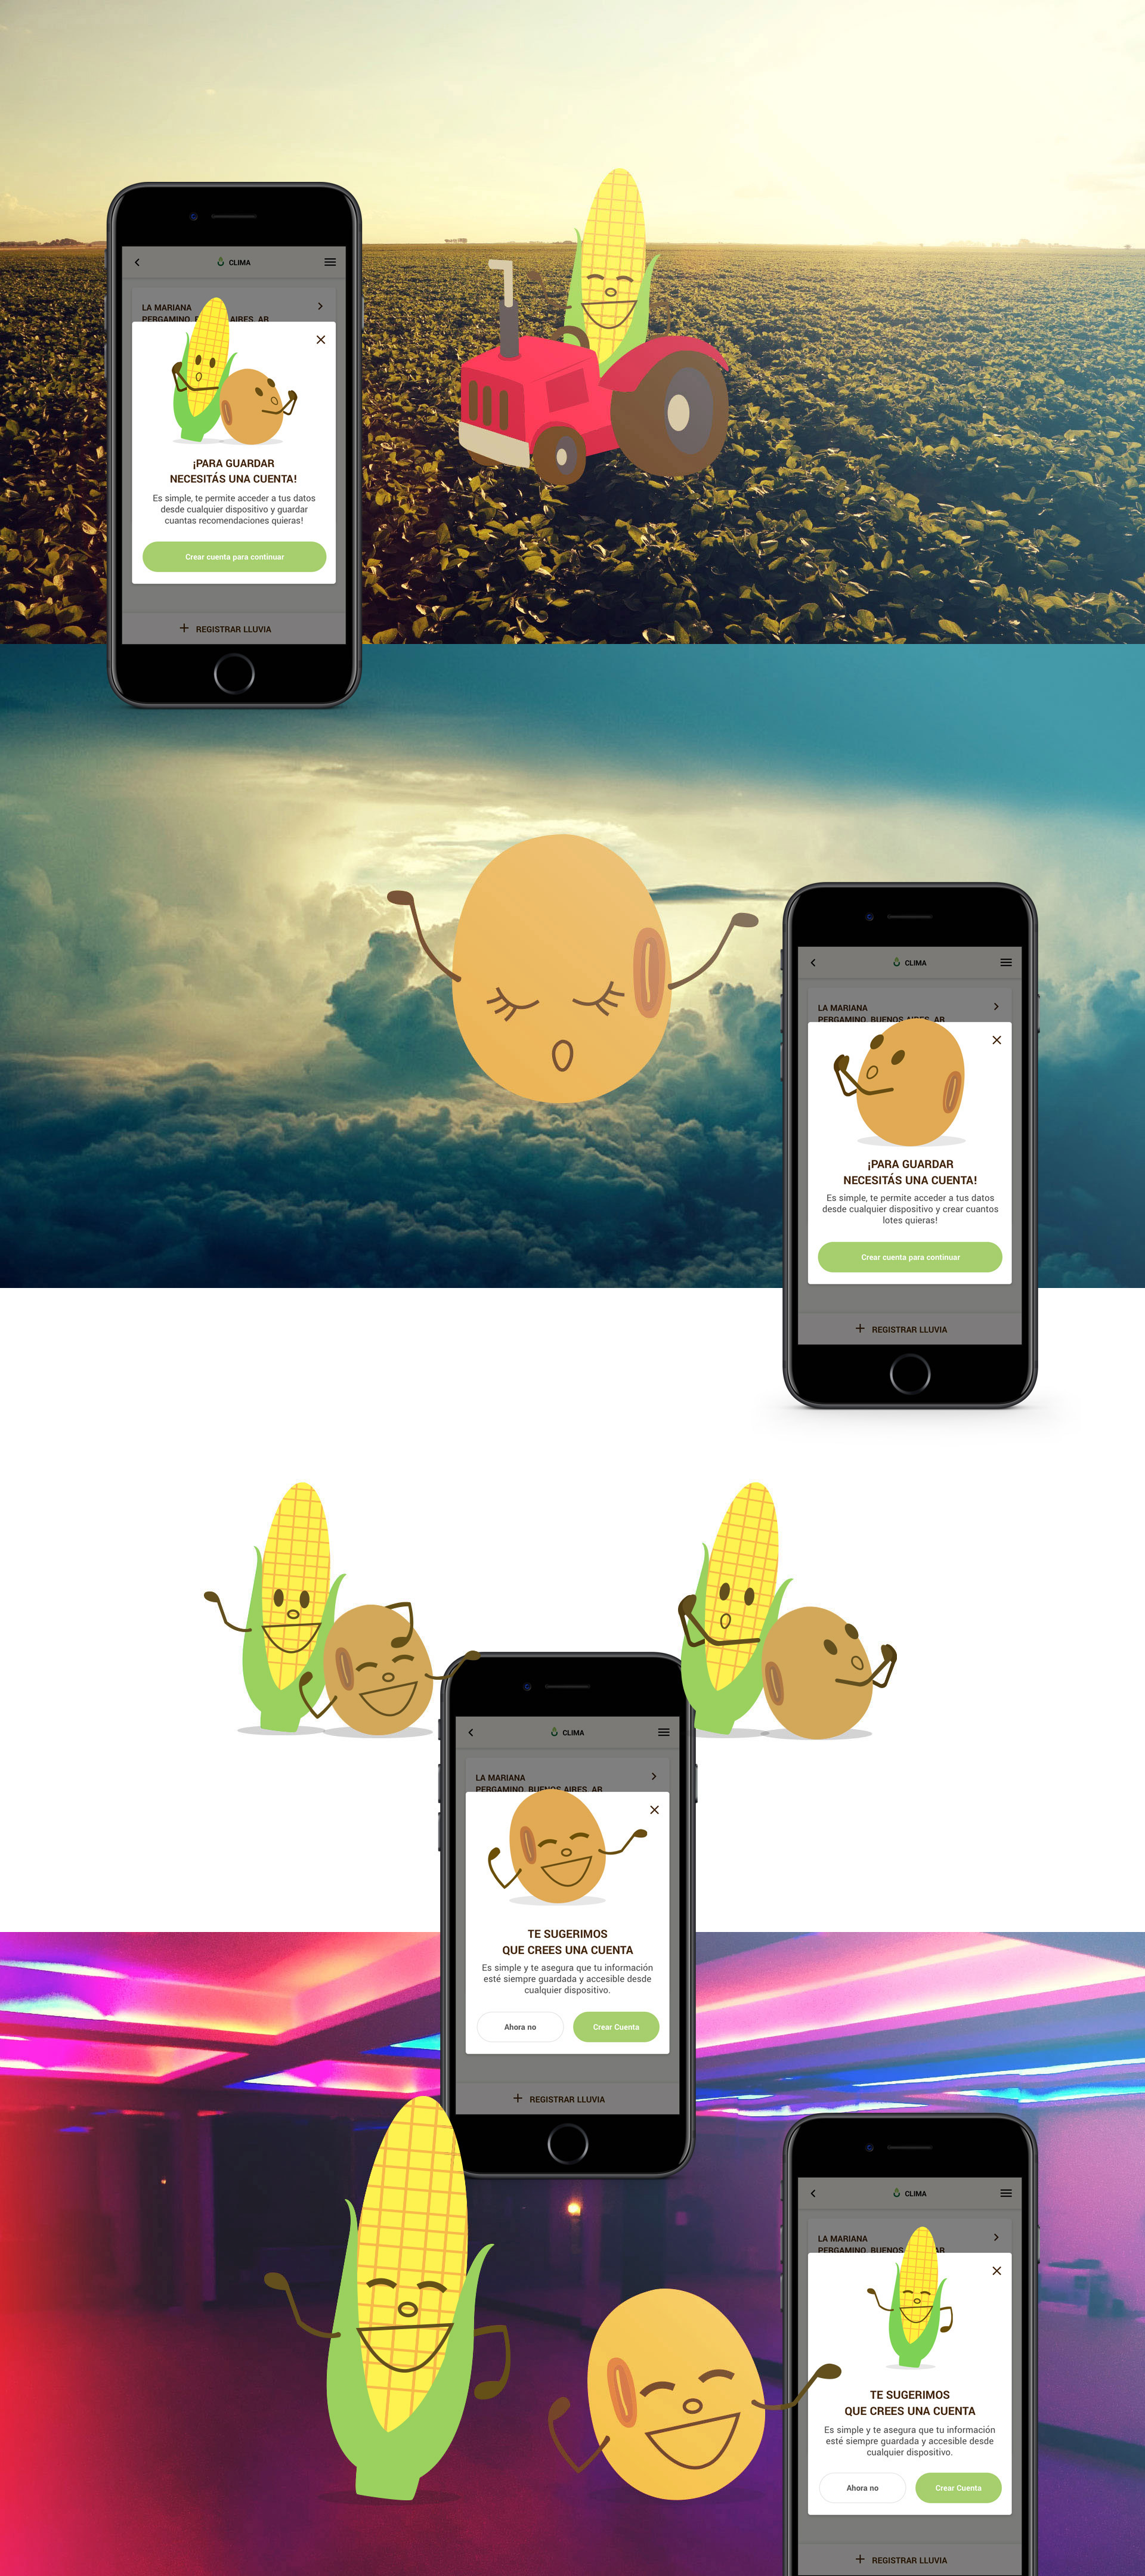 CLIMA
LA MARIANA
PERGAMINO, AIRES, AR
¡PARA GUARDAR
NECESITÁS UNA CUENTA!
Es simple, te permite acceder a tus datos
desde cualquier dispositivo y guardar
cuantas recomendaciones quieras!
Crear cuenta para continuar
REGISTRAR LLUVIA
CLIMA
LA MARIANA
PERGAMINO, BUENOS AIRES, AR
¡PARA GUARDAR
NECESITÁS UNA CUENTA!
Es simple, te permite acceder a tus datos
desde cualquier dispositivo y crear cuantos
lotes quieras!
Crear cuenta para continuar
REGISTRAR LLUVIA
CLIMA
LA MARIANA
PERGAMINO, BUENOS AIRES, AR
TE SUGERIMOS
QUE CREES UNA CUENTA
Es simple y te asegura que tu información
esté siempre guardada y accesible desde
cualquier dispositivo.
Ahora no
Crear Cuenta
REGISTRAR LLUVIA
CLIMA
LA MARIANA
PERGAMINO, BUENOS AR
TE SUGERIMOS
QUE CREES UNA CUENTA
Es simple y te asegura que tu información
esté siempre guardada y accesible desde
cualquier dispositivo.
Ahora no
Crear Cuenta
REGISTRAR LLUVIA